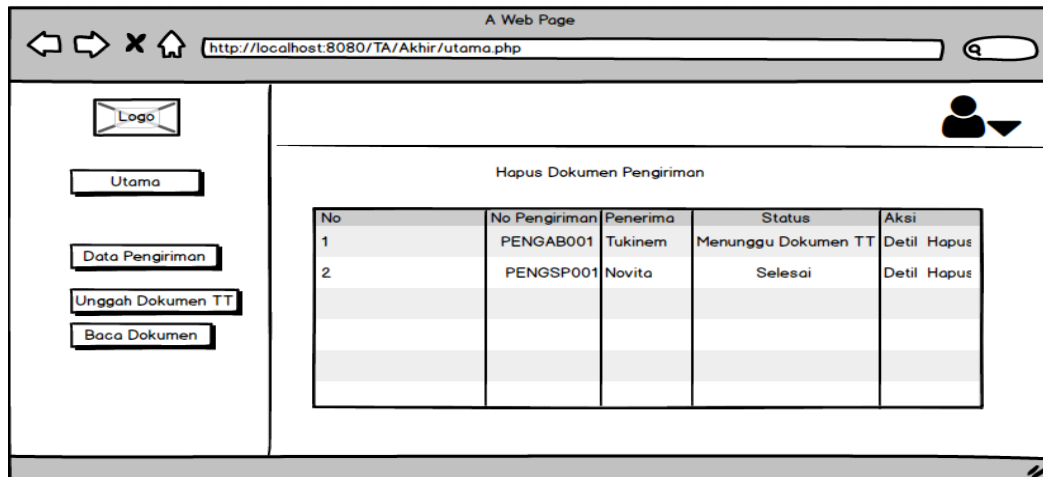 A Web Page
http://localhost:8080/TA/Akhir/utama.php
Logo
Utama
Data Pengiriman
Unggah Dokumen TT
Baca Dokumen
Hapus Dokumen Pengiriman
No No Pengiriman Penerima Status Aksi
1 PENGAB001 Tukinem Menunggu Dokumen TT Detil Hapus
2 PENGSP001 Novita Selesai Detil Hapus